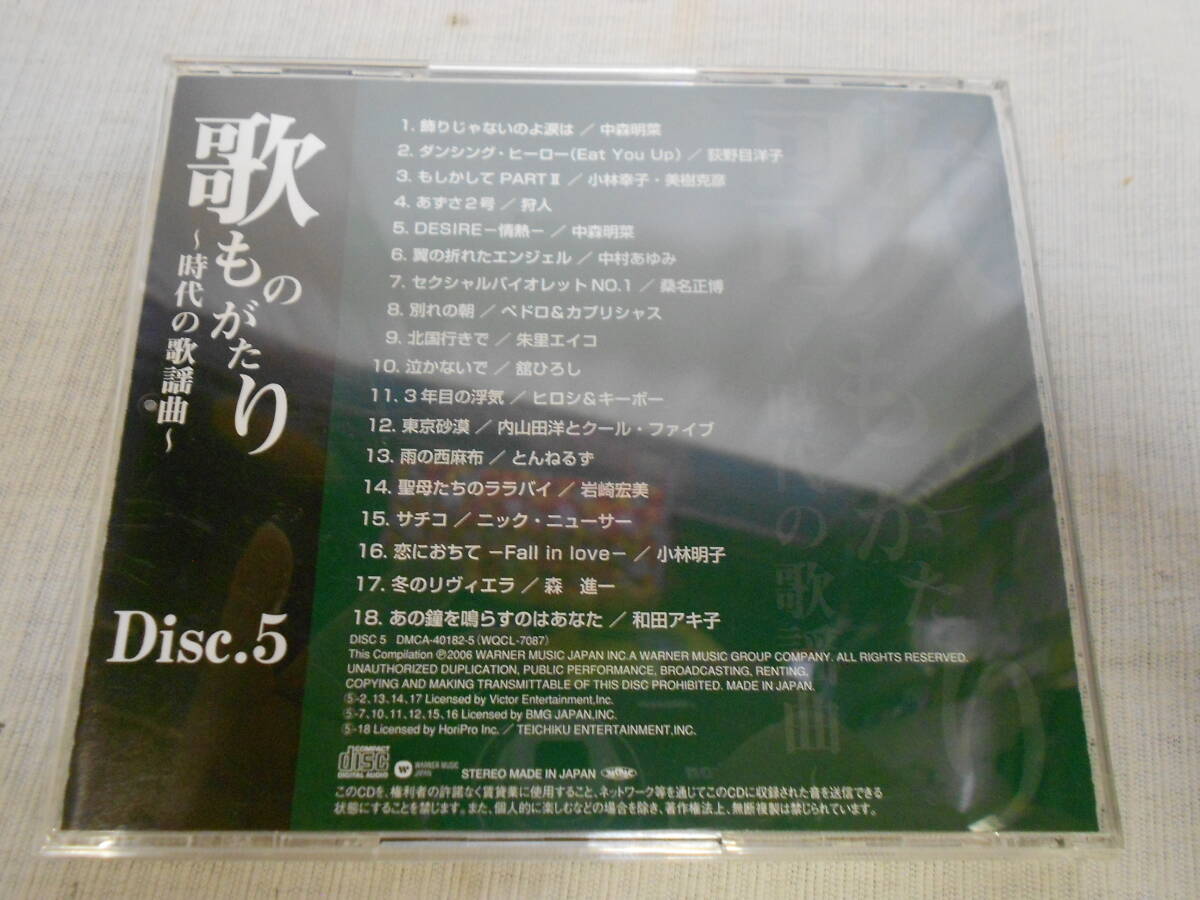 歌ものがたり
～時代の歌謡曲～
Disc.5
1. 飾りじゃないのよ涙は／中森明菜
2. ダンシング・ヒーロー(Eat You Up)／荻野目洋子
3. もしかして PARTⅡ／小林幸子・美樹克彦
4. あずさ2号／狩人
5. DESIRE－情熱－／中森明菜
6. 翼の折れたエンジェル／中村あゆみ
7. セクシャルバイオレットNO.1／桑名正博
8. 別れの朝／ペドロ&カプリシャス
9. 北国行きで／朱里エイコ
10. 泣かないで／舘ひろし
11. 3年目の浮気／ヒロシ&キーボー
12. 東京砂漠／内山田洋とクール・ファイブ
13. 雨の西麻布／とんねるず
14. 聖母たちのララバイ／岩崎宏美
15. サチコ／ニック・ニューサー
16. 恋におちて －Fall in love－／小林明子
17. 冬のリヴィエラ／森 進一
18. あの鐘を鳴らすのはあなた／和田アキ子
DISC 5 DMCA-40182-5(WQCL-7087)
This Compilation ℗2006 WARNER MUSIC JAPAN INC.A WARNER MUSIC GROUP COMPANY. ALL RIGHTS RESERVED.
UNAUTHORIZED DUPLICATION, PUBLIC PERFORMANCE, BROADCASTING, RENTING,
COPYING AND MAKING TRANSMITTABLE OF THIS DISC PROHIBITED. MADE IN JAPAN.
⑤-2.13.14.17 Licensed by Victor Entertainment,Inc.
⑤-7.10.11.12.15.16 Licensed by BMG JAPAN,INC.
⑤-18 Licensed by HoriPro Inc.／TEICHIKU ENTERTAINMENT,INC.
COMPACT disc DIGITAL AUDIO WARNER MUSIC JAPAN STEREO MADE IN JAPAN
このCDを、権利者の許諾なく賃貸業に使用すること、ネットワーク等を通じてこのCDに収録された音を送信できる
状態にすることを禁じます。また、個人的に楽しむなどの場合を除き、著作権法上、無断複製は禁じられています。